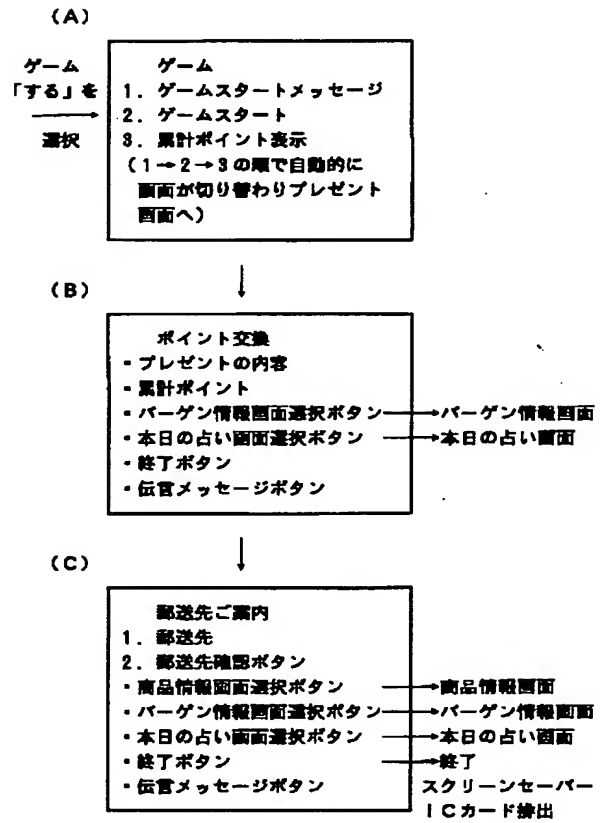 (A)
ゲーム
「する」を
選択
ゲーム
1．ゲームスタートメッセージ
2．ゲームスタート
3．累計ポイント表示
（1→2→3の順で自動的に
画面が切り替わりプレゼント
画面へ）
(B)
ポイント交換
・プレゼントの内容
・累計ポイント
・バーゲン情報画面選択ボタン→バーゲン情報画面
・本日の占い画面選択ボタン→本日の占い画面
・終了ボタン
・伝言メッセージボタン
(C)
郵送先ご案内
1．郵送先
2．郵送先確認ボタン
・商品情報画面選択ボタン→商品情報画面
・バーゲン情報画面選択ボタン→バーゲン情報画面
・本日の占い画面選択ボタン→本日の占い画面
・終了ボタン→終了
・伝言メッセージボタン
スクリーンセーバー
ICカード排出